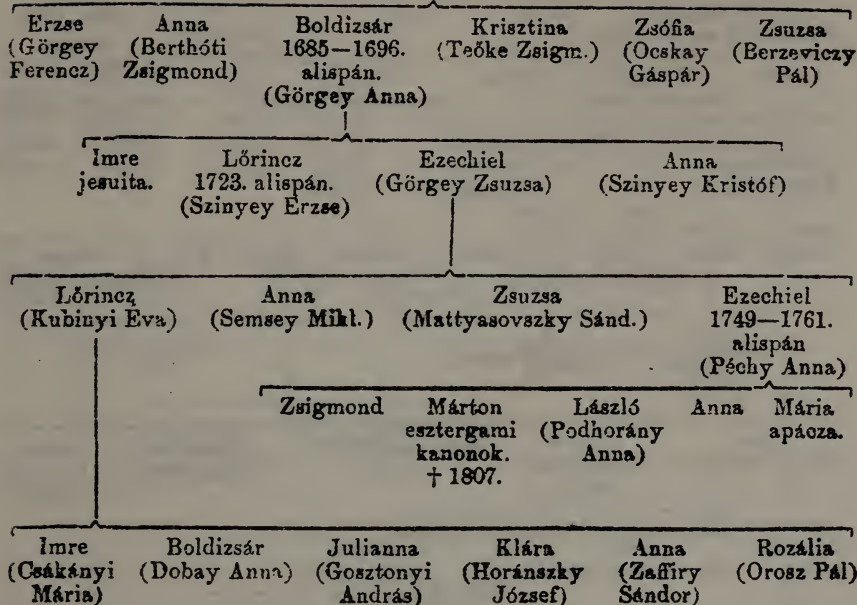 Erzse Anna Boldizsár Krisztina Zsófia Zsuzsa
(Görgey (Berthóti 1685—1696. (Teőke Zsigm.) (Ocskay (Berzeviczy
Ferencz) Zsigmond) alispán. Gáspár) Pál)
(Görgey Anna)
Imre Lőrincz Ezechiel Anna
jesuita. 1723. alispán. (Görgey Zsuzsa) (Szinyey Kristóf)
(Szinyey Erzse)
Lőrincz Anna Zsuzsa Ezechiel
(Kubinyi Eva) (Semsey Mikl.) (Mattyasovszky Sánd.) 1749—1761.
alispán
(Péchy Anna)
Zsigmond Márton László Anna Mária
esztergami (Podhorány apácza.
kanonok. Anna)
† 1807.
Imre Boldizsár Julianna Klára Anna Rozália
(Csákányi (Dobay Anna) (Gosztonyi (Horánszky (Zaffiry (Orosz Pál)
Mária) András) József) Sándor)